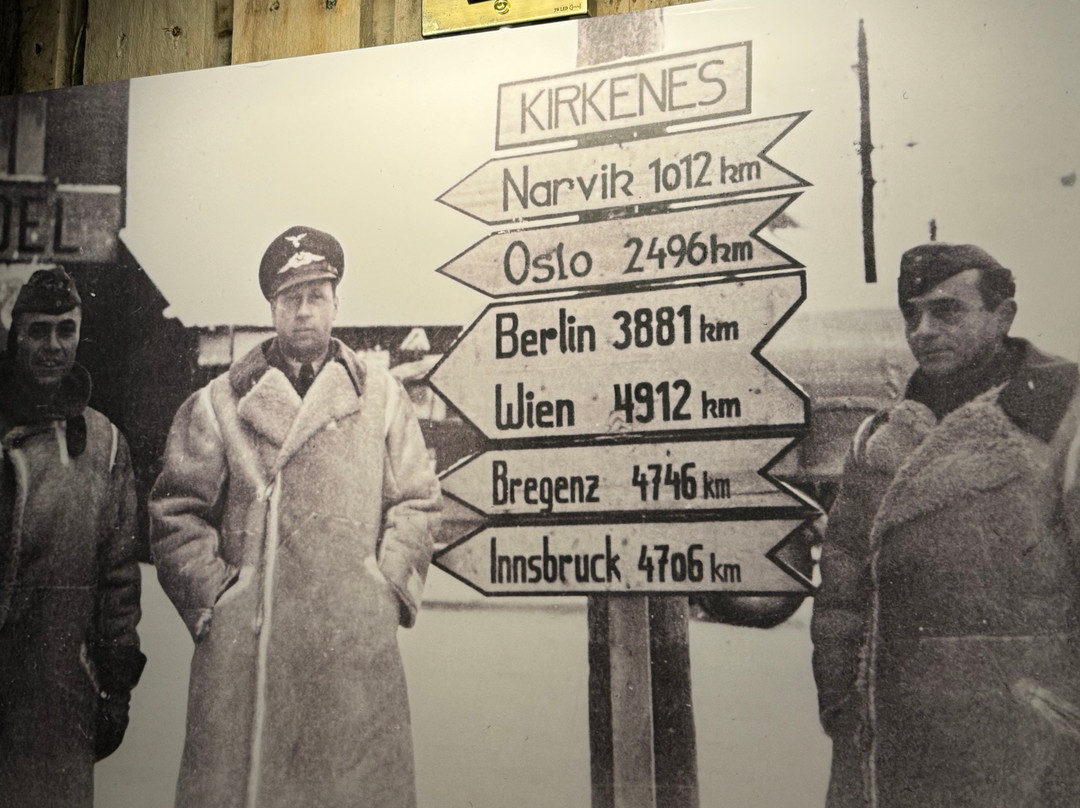 KIRKENES
Narvik 1012 km
Oslo 2496 km
Berlin 3881 km
Wien 4912 km
Bregenz 4746 km
Innsbruck 4706 km
DEL